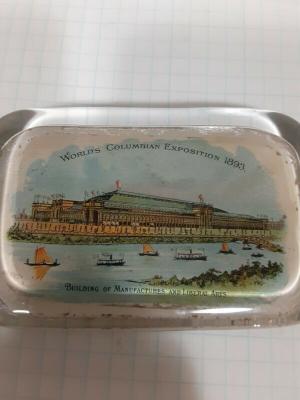 World's Columbian Exposition 1893.
Building of Manufactures and Liberal Arts.